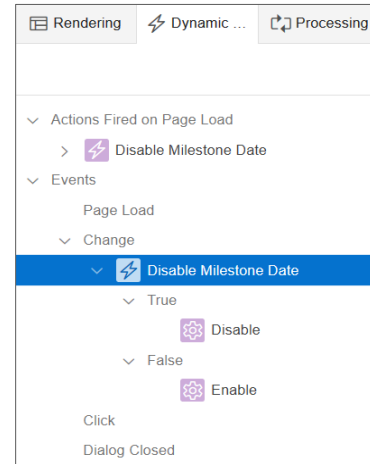 Rendering Dynamic ... Processing
Actions Fired on Page Load
Disable Milestone Date
Events
Page Load
Change
Disable Milestone Date
True
Disable
False
Enable
Click
Dialog Closed